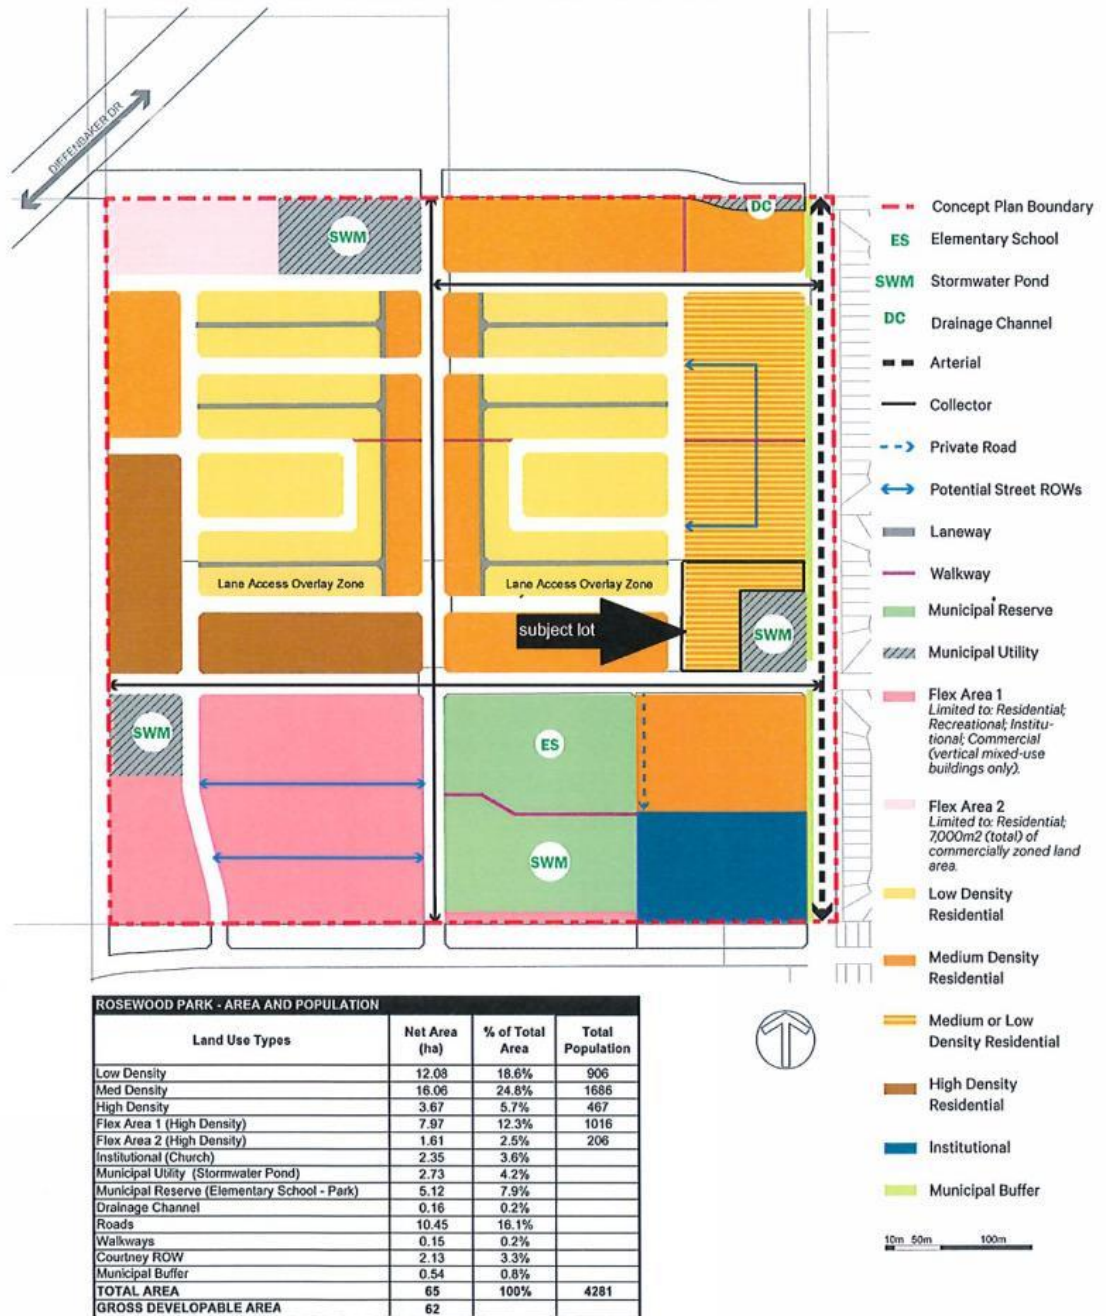 DIEFENBAKER DR
SWM
DC
Lane Access Overlay Zone
Lane Access Overlay Zone
subject lot
SWM
SWM
ES
SWM
Concept Plan Boundary
ES Elementary School
SWM Stormwater Pond
DC Drainage Channel
Arterial
Collector
Private Road
Potential Street ROWs
Laneway
Walkway
Municipal Reserve
Municipal Utility
Flex Area 1
Limited to: Residential;
Recreational; Institu-
tional; Commercial
(vertical mixed-use
buildings only).
Flex Area 2
Limited to: Residential;
7,000m2 (total) of
commercially zoned land
area.
Low Density
Residential
Medium Density
Residential
Medium or Low
Density Residential
High Density
Residential
Institutional
Municipal Buffer
10m 50m 100m
ROSEWOOD PARK - AREA AND POPULATION
Land Use Types Net Area (ha) % of Total Area Total Population
Low Density 12.08 18.6% 906
Med Density 16.06 24.8% 1686
High Density 3.67 5.7% 467
Flex Area 1 (High Density) 7.97 12.3% 1016
Flex Area 2 (High Density) 1.61 2.5% 206
Institutional (Church) 2.35 3.6%
Municipal Utility (Stormwater Pond) 2.73 4.2%
Municipal Reserve (Elementary School - Park) 5.12 7.9%
Drainage Channel 0.16 0.2%
Roads 10.45 16.1%
Walkways 0.15 0.2%
Courtney ROW 2.13 3.3%
Municipal Buffer 0.54 0.8%
TOTAL AREA 65 100% 4281
GROSS DEVELOPABLE AREA 62